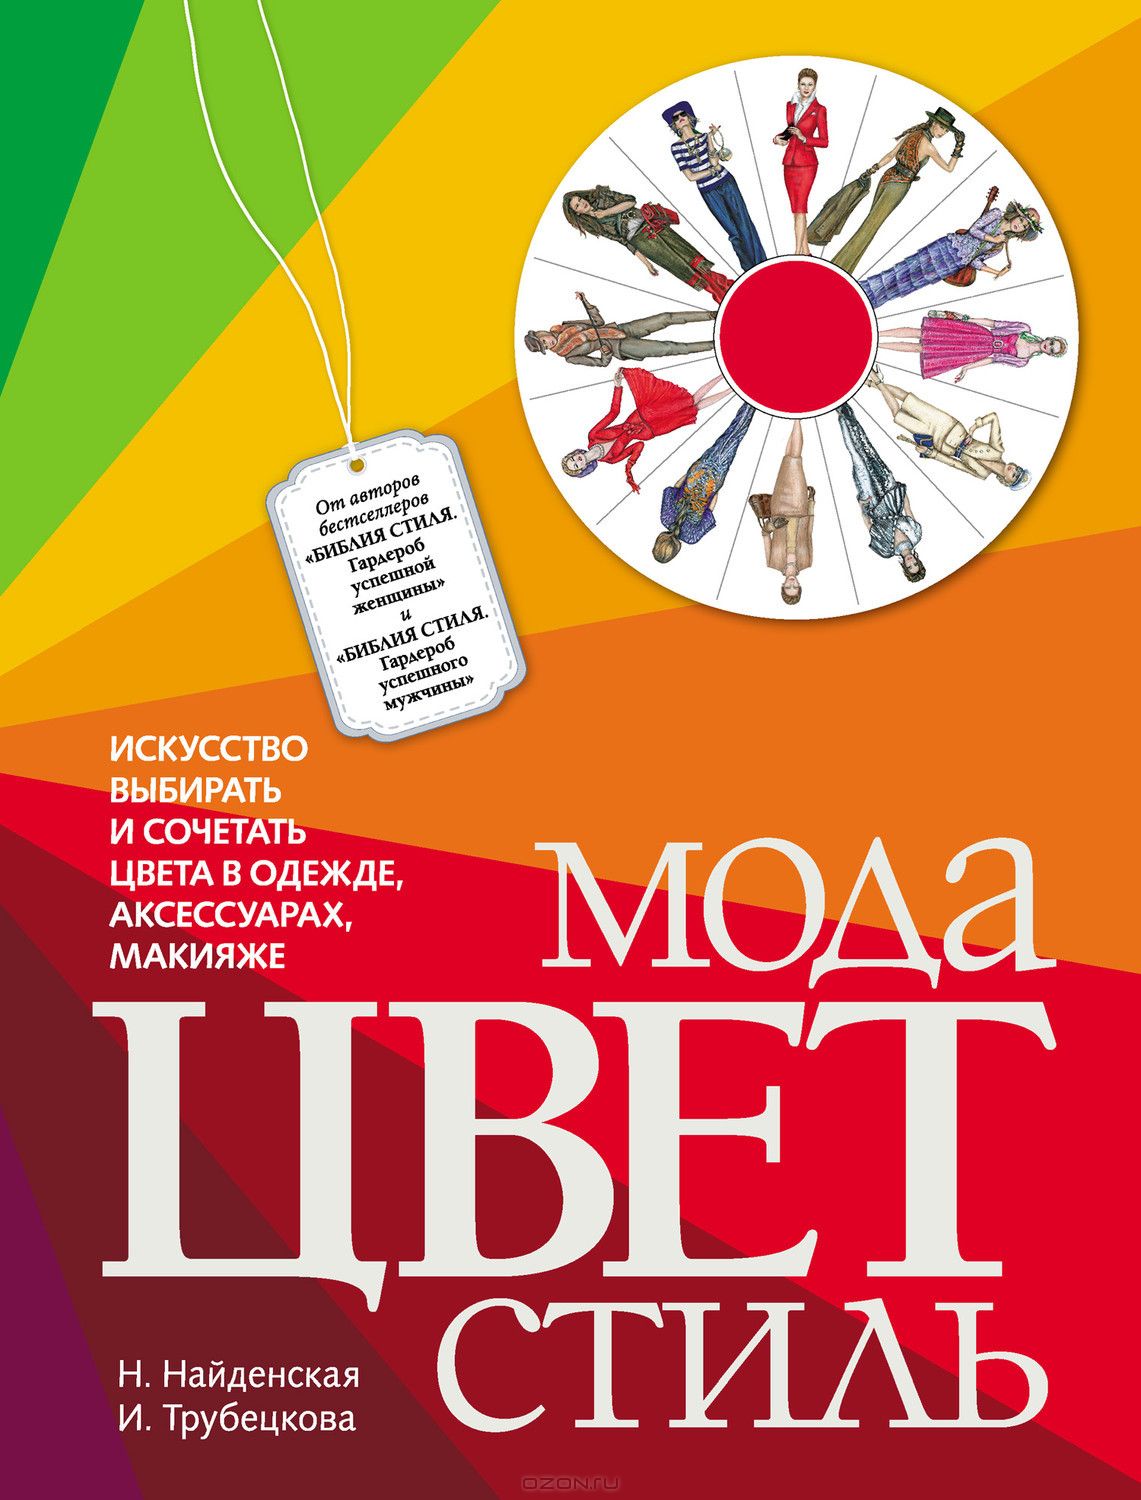 От авторов
бестселлеров
«БИБЛИЯ СТИЛЯ.
Гардероб
успешной
женщины»
и
«БИБЛИЯ СТИЛЯ.
Гардероб
успешного
мужчины»
ИСКУССТВО
ВЫБИРАТЬ
И СОЧЕТАТЬ
ЦВЕТА В ОДЕЖДЕ,
АКСЕССУАРАХ,
МАКИЯЖЕ
мода
ЦВЕТ
СТИЛЬ
Н. Найденская
И. Трубецкова
OZON.ru